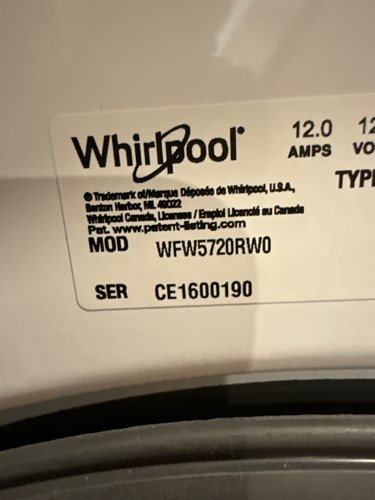 Whirlpool®
12.0
AMPS
12
VO
TYPE
® Trademark of/Marque Déposée de Whirlpool, U.S.A.,
Benton Harbor, MI. 49022
Whirlpool Canada, Licensee / Emploi Licencié au Canada
Pat. www.patent-listing.com
MOD WFW5720RW0
SER CE1600190